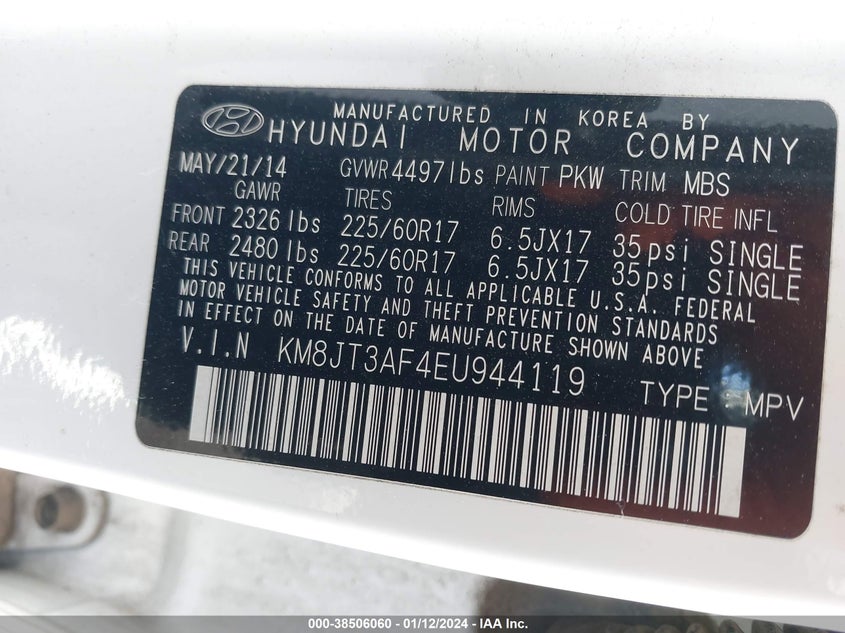 MANUFACTURED IN KOREA BY
HYUNDAI MOTOR COMPANY
MAY/21/14 GVWR 4497lbs PAINT PKW TRIM MBS
GAWR TIRES RIMS COLD TIRE INFL
FRONT 2326 lbs 225/60R17 6.5JX17 35psi SINGLE
REAR 2480 lbs 225/60R17 6.5JX17 35psi SINGLE
THIS VEHICLE CONFORMS TO ALL APPLICABLE U.S.A. FEDERAL
MOTOR VEHICLE SAFETY AND THEFT PREVENTION STANDARDS
IN EFFECT ON THE DATE OF MANUFACTURE SHOWN ABOVE
V.I.N KM8JT3AF4EU944119
TYPE : MPV
000-38506060 - 01/12/2024 - IAA Inc.